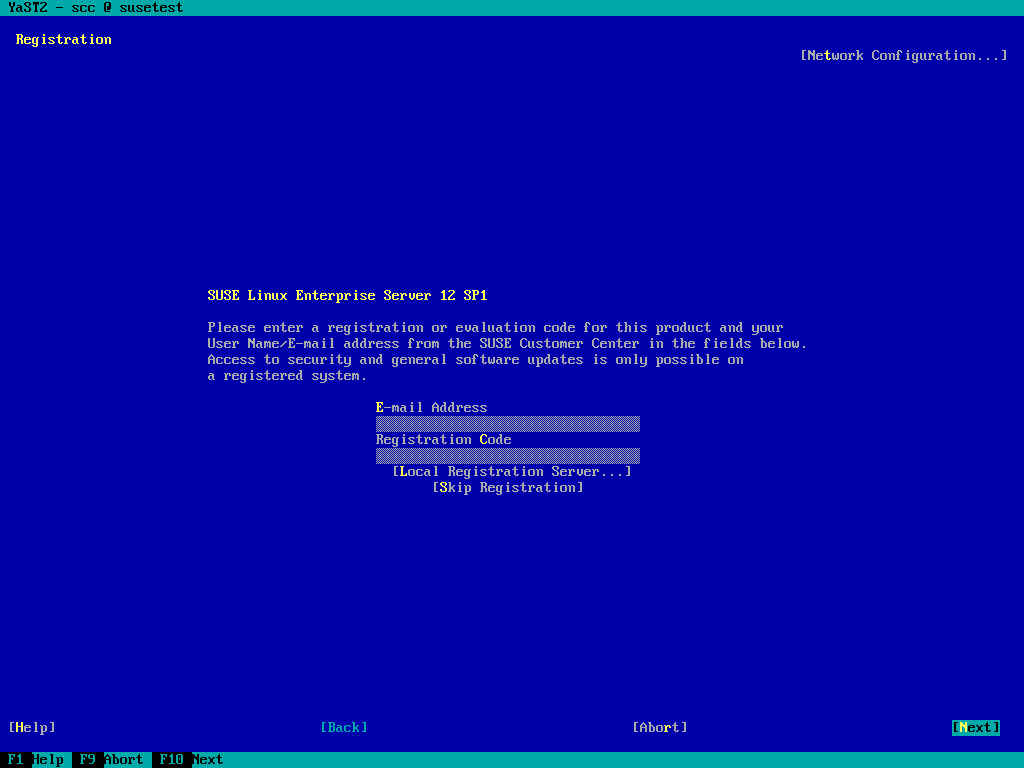 YaST2 - scc @ susetest
Registration
[Network Configuration...]
SUSE Linux Enterprise Server 12 SP1
Please enter a registration or evaluation code for this product and your
User Name/E-mail address from the SUSE Customer Center in the fields below.
Access to security and general software updates is only possible on
a registered system.
E-mail Address
Registration Code
[Local Registration Server...]
[Skip Registration]
[Help] [Back] [Abort] [Next]
F1 Help F9 Abort F10 Next